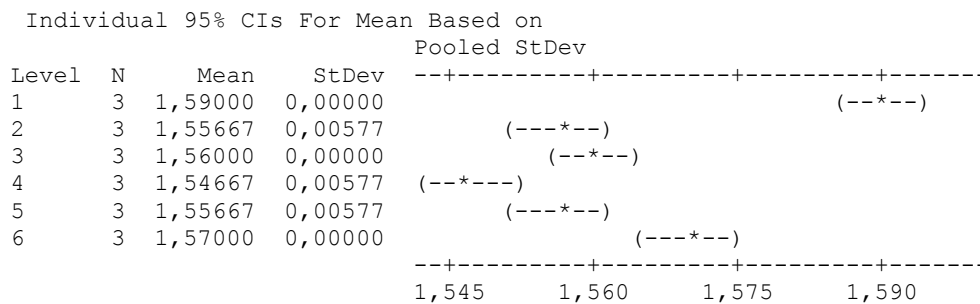 Individual 95% CIs For Mean Based on
Pooled StDev
Level  N     Mean    StDev  --+---------+---------+---------+-------
1      3  1,59000  0,00000                               (--*--)
2      3  1,55667  0,00577        (---*--)
3      3  1,56000  0,00000           (--*--)
4      3  1,54667  0,00577  (--*---)
5      3  1,55667  0,00577        (---*--)
6      3  1,57000  0,00000                 (---*--)
--+---------+---------+---------+-------
1,545     1,560     1,575     1,590